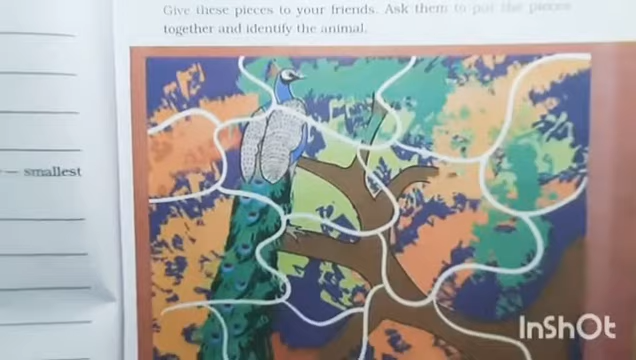 Give these pieces to your friends. Ask them to put the pieces
together and identify the animal.
— smallest
InShOt